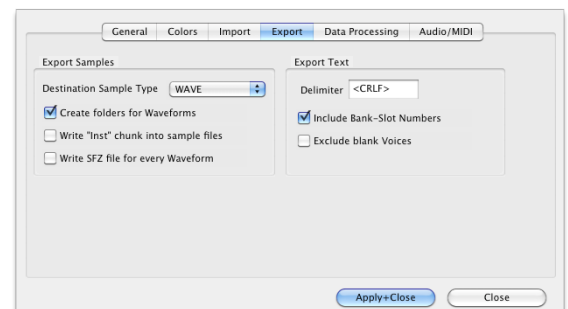 General Colors Import Export Data Processing Audio/MIDI
Export Samples
Destination Sample Type WAVE
Create folders for Waveforms
Write "Inst" chunk into sample files
Write SFZ file for every Waveform
Export Text
Delimiter <CRLF>
Include Bank-Slot Numbers
Exclude blank Voices
Apply+Close Close